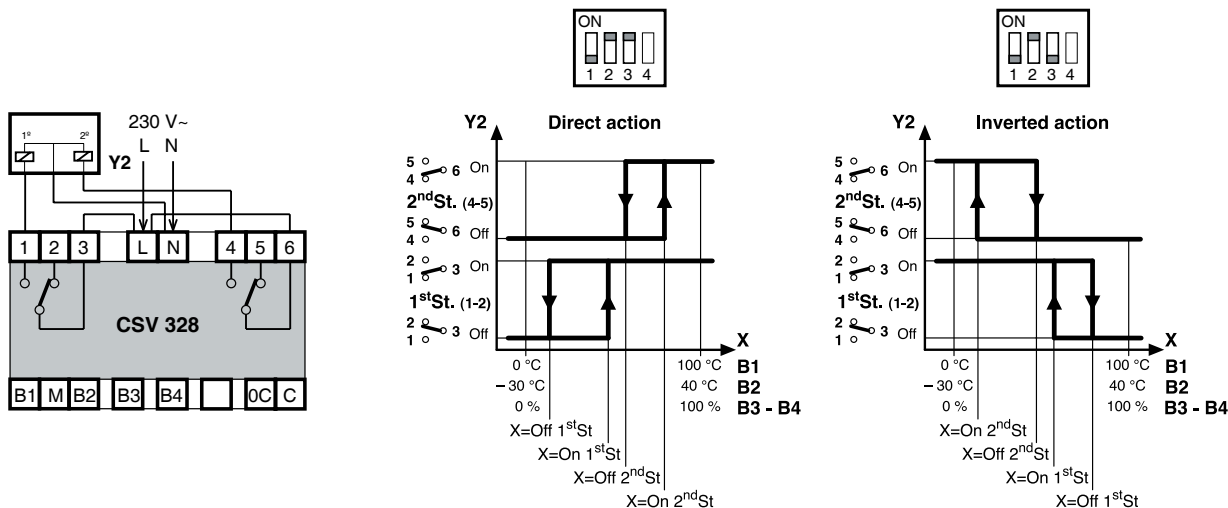 1º 2º
Y2
230 V~
L N
1 2 3 L N 4 5 6
CSV 328
B1 M B2 B3 B4 0C C
ON
1 2 3 4
Y2 Direct action
5 4 6 On
2nd St. (4-5)
5 4 6 Off
2 1 3 On
1st St. (1-2)
2 1 3 Off
X
0 °C 100 °C B1
–30 °C 40 °C B2
0 % 100 % B3 - B4
X=Off 1st St
X=On 1st St
X=Off 2nd St
X=On 2nd St
ON
1 2 3 4
Y2 Inverted action
5 4 6 On
2nd St. (4-5)
5 4 6 Off
2 1 3 On
1st St. (1-2)
2 1 3 Off
X
0 °C 100 °C B1
–30 °C 40 °C B2
0 % 100 % B3 - B4
X=On 2nd St
X=Off 2nd St
X=On 1st St
X=Off 1st St